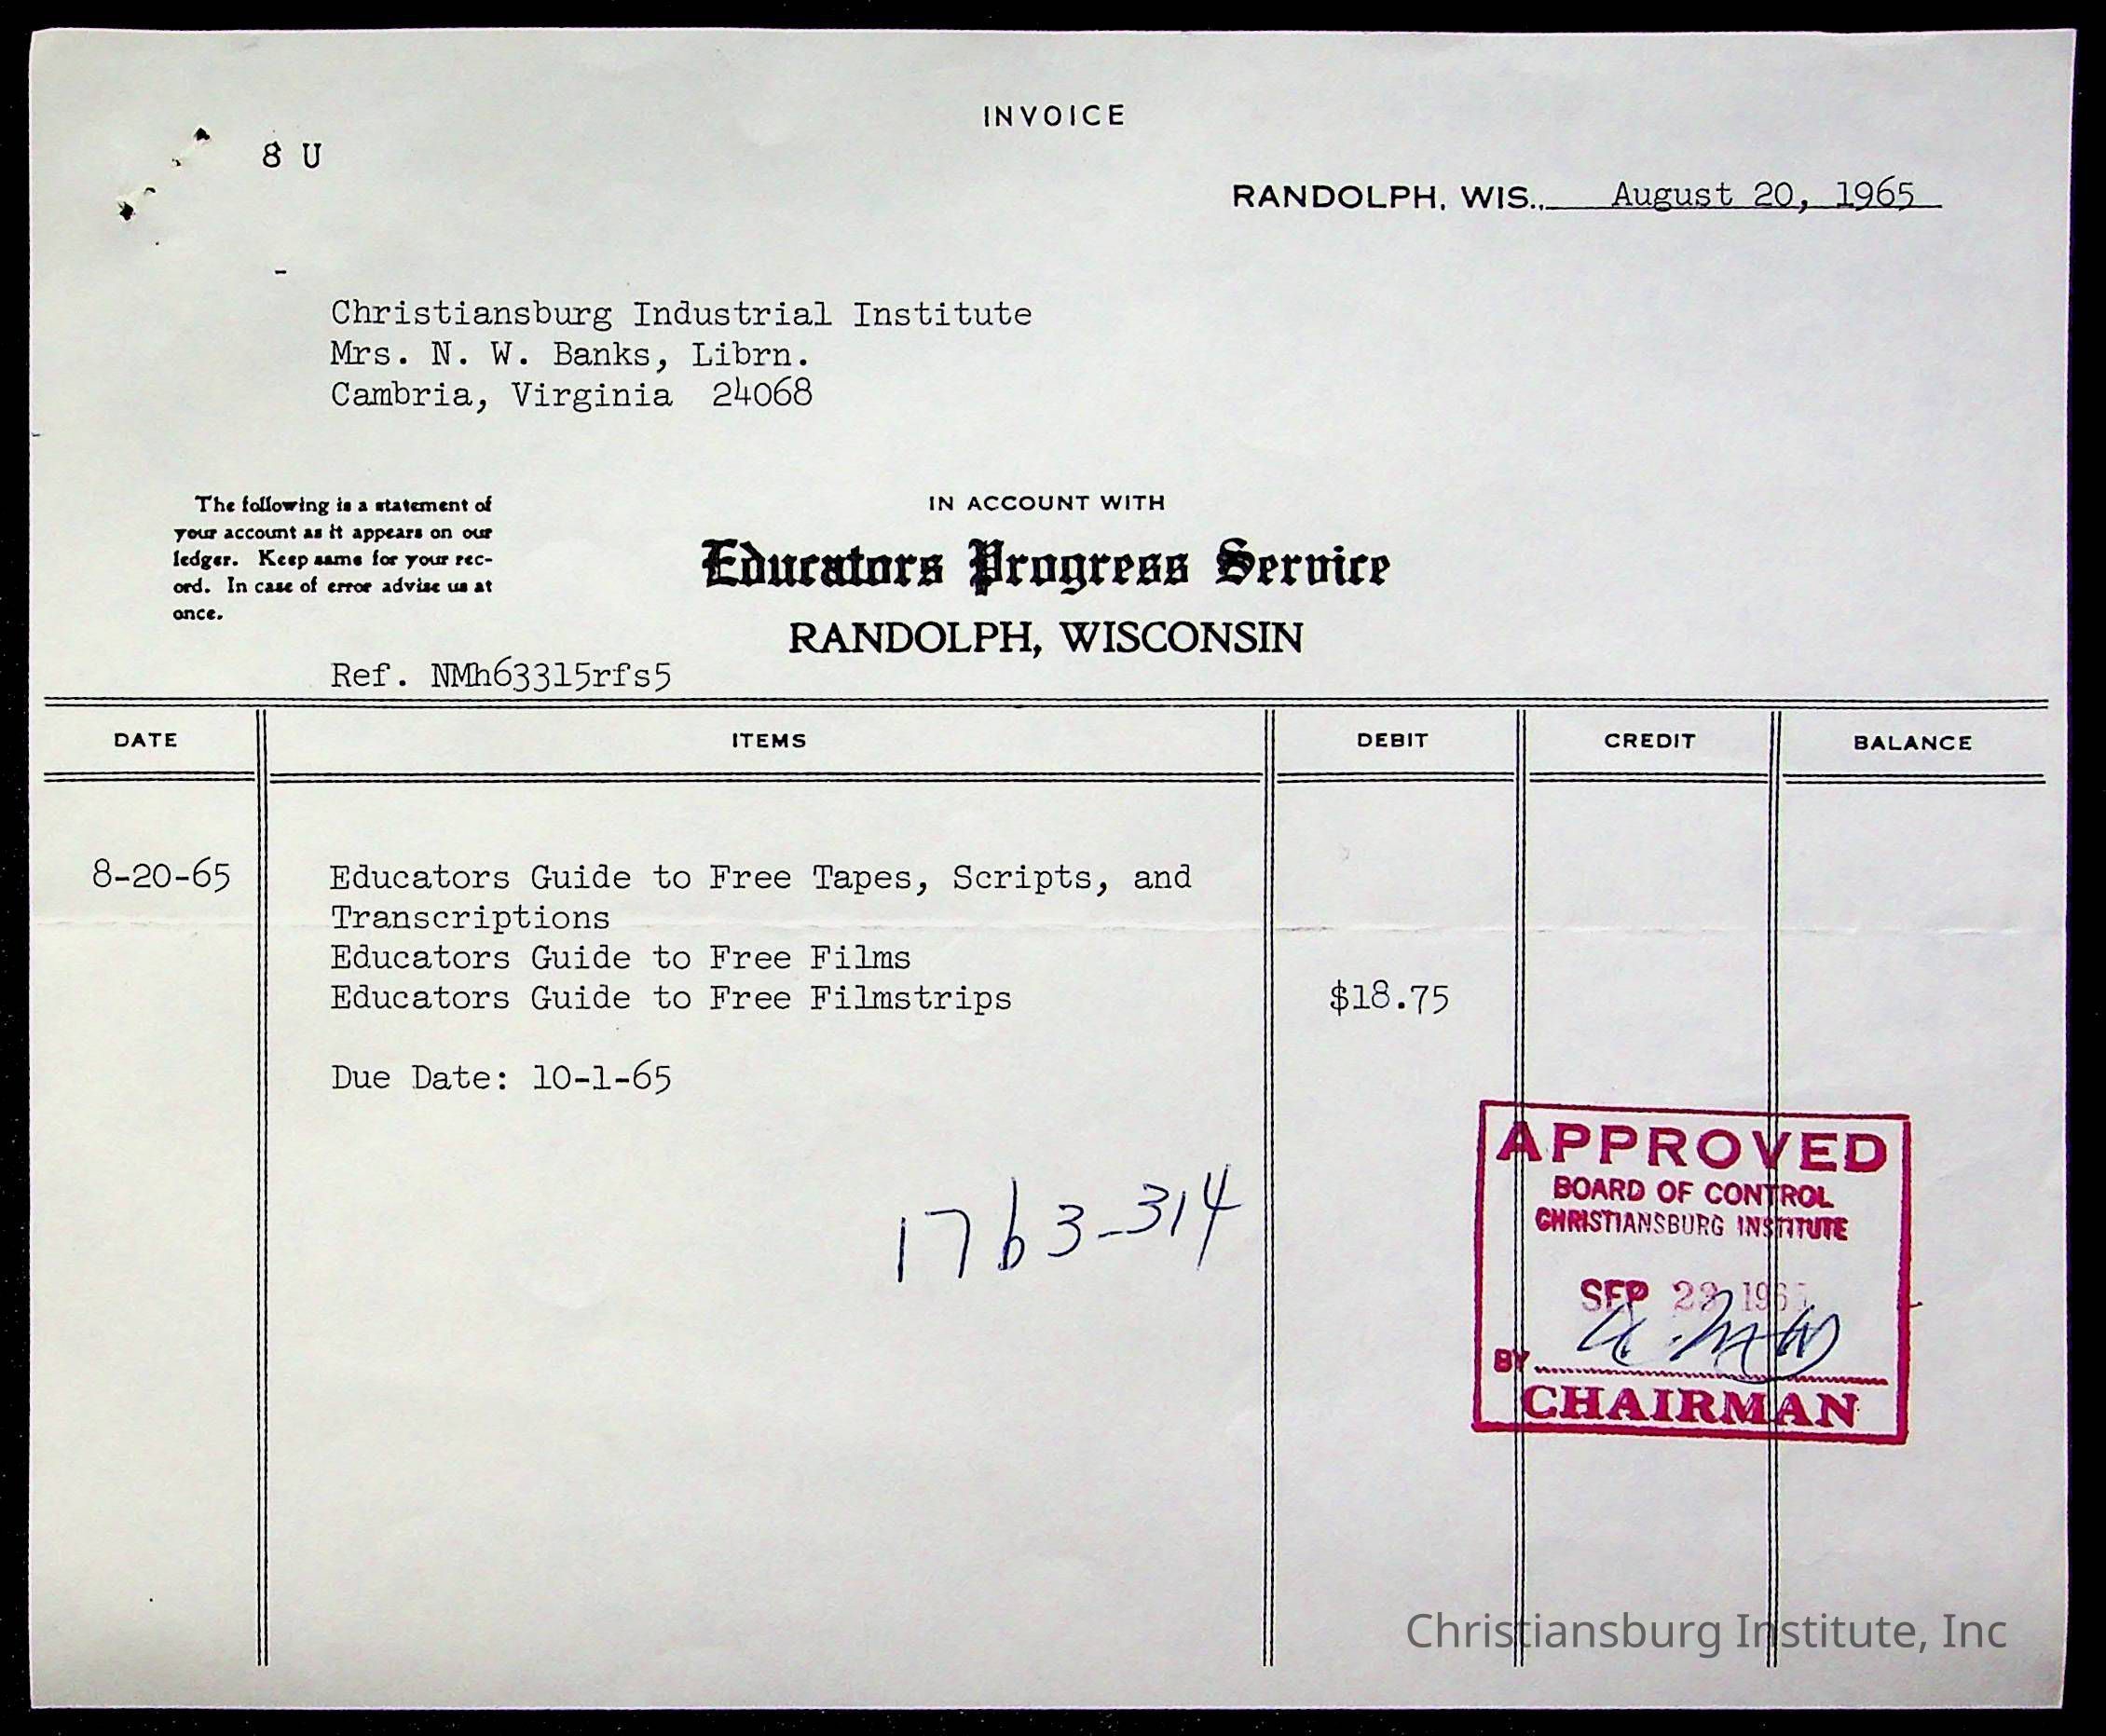 INVOICE
8 U
RANDOLPH, WIS., August 20, 1965
Christiansburg Industrial Institute
Mrs. N. W. Banks, Librn.
Cambria, Virginia 24068
The following is a statement of
your account as it appears on our
ledger. Keep same for your rec-
ord. In case of error advise us at
once.
IN ACCOUNT WITH
Educators Progress Service
RANDOLPH, WISCONSIN
Ref. NMh63315rfs5
DATE ITEMS DEBIT CREDIT BALANCE
8-20-65 Educators Guide to Free Tapes, Scripts, and
Transcriptions
Educators Guide to Free Films
Educators Guide to Free Filmstrips $18.75
Due Date: 10-1-65
1763-314
APPROVED
BOARD OF CONTROL
CHRISTIANSBURG INSTITUTE
SEP 1965
BY
CHAIRMAN
Christiansburg Institute, Inc